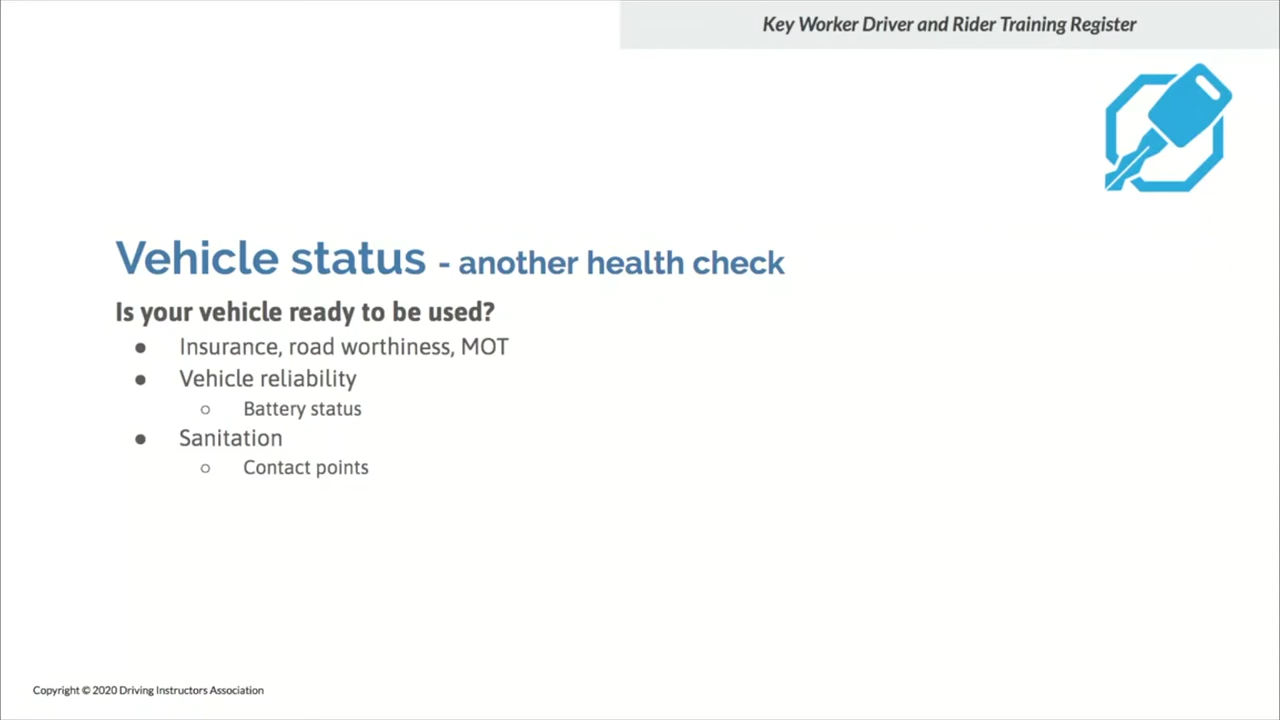 Key Worker Driver and Rider Training Register
Vehicle status - another health check
Is your vehicle ready to be used?
● Insurance, road worthiness, MOT
● Vehicle reliability
○ Battery status
● Sanitation
○ Contact points
Copyright © 2020 Driving Instructors Association